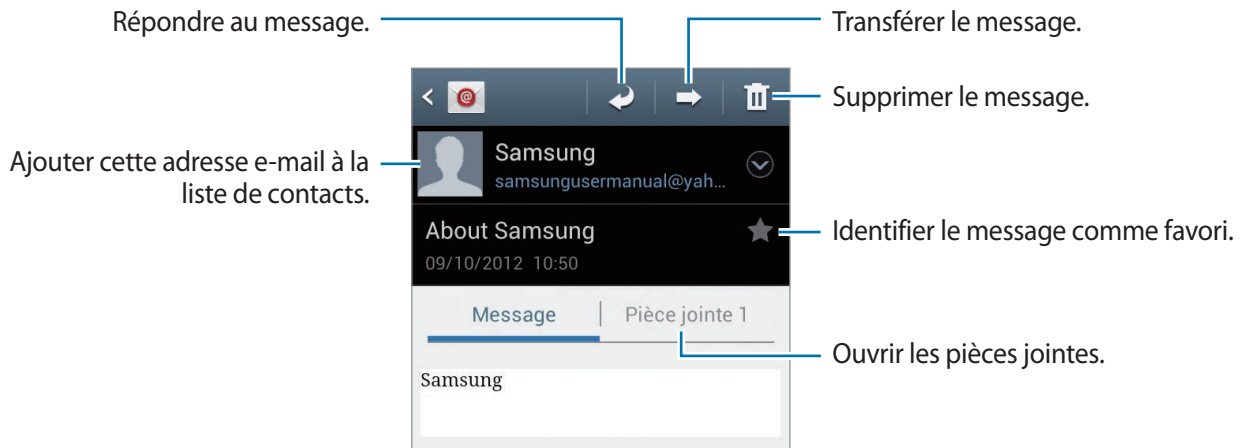 Répondre au message.
Transférer le message.
Supprimer le message.
Ajouter cette adresse e-mail à la
liste de contacts.
@
Samsung
samsungusermanual@yah...
About Samsung
09/10/2012 10:50
Identifier le message comme favori.
Message
Pièce jointe 1
Ouvrir les pièces jointes.
Samsung